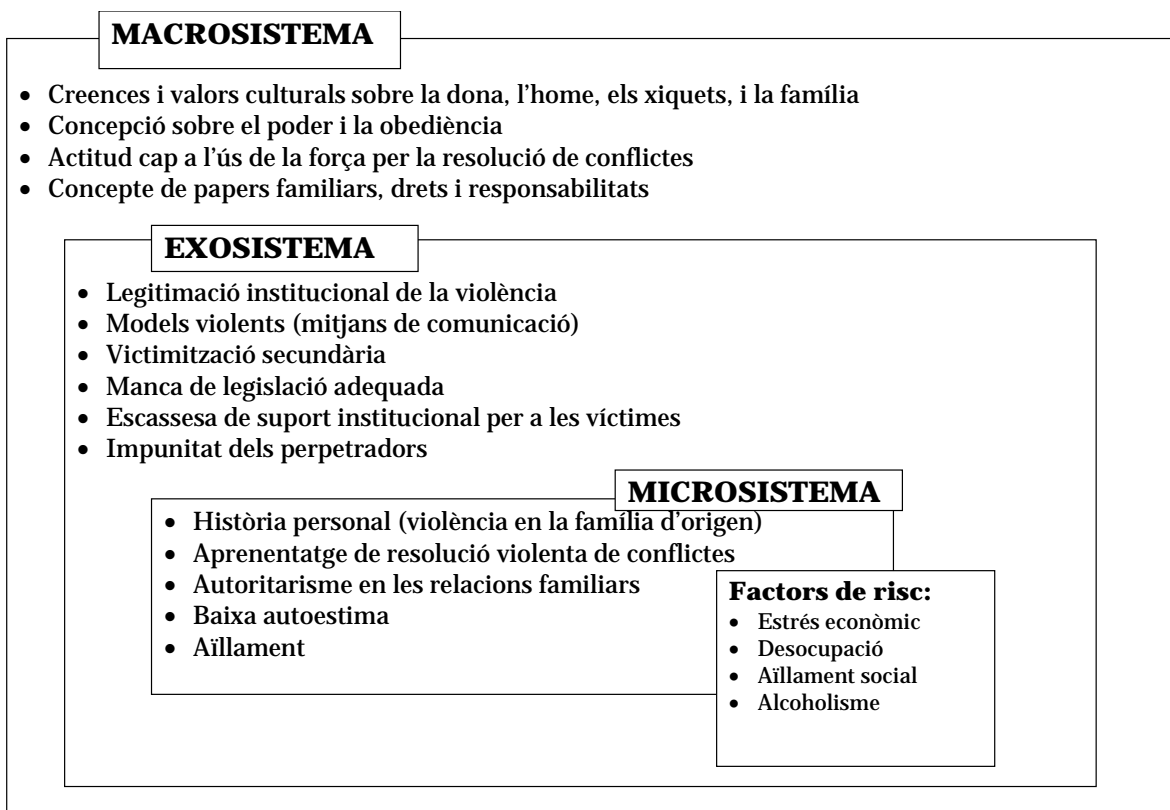 MACROSISTEMA
• Creences i valors culturals sobre la dona, l'home, els xiquets, i la família
• Concepció sobre el poder i la obediència
• Actitud cap a l'ús de la força per la resolució de conflictes
• Concepte de papers familiars, drets i responsabilitats
EXOSISTEMA
• Legitimació institucional de la violència
• Models violents (mitjans de comunicació)
• Victimització secundària
• Manca de legislació adequada
• Escassesa de suport institucional per a les víctimes
• Impunitat dels perpetradors
MICROSISTEMA
• Història personal (violència en la família d'origen)
• Aprenentatge de resolució violenta de conflictes
• Autoritarisme en les relacions familiars
• Baixa autoestima
• Aïllament
Factors de risc:
• Estrés econòmic
• Desocupació
• Aïllament social
• Alcoholisme